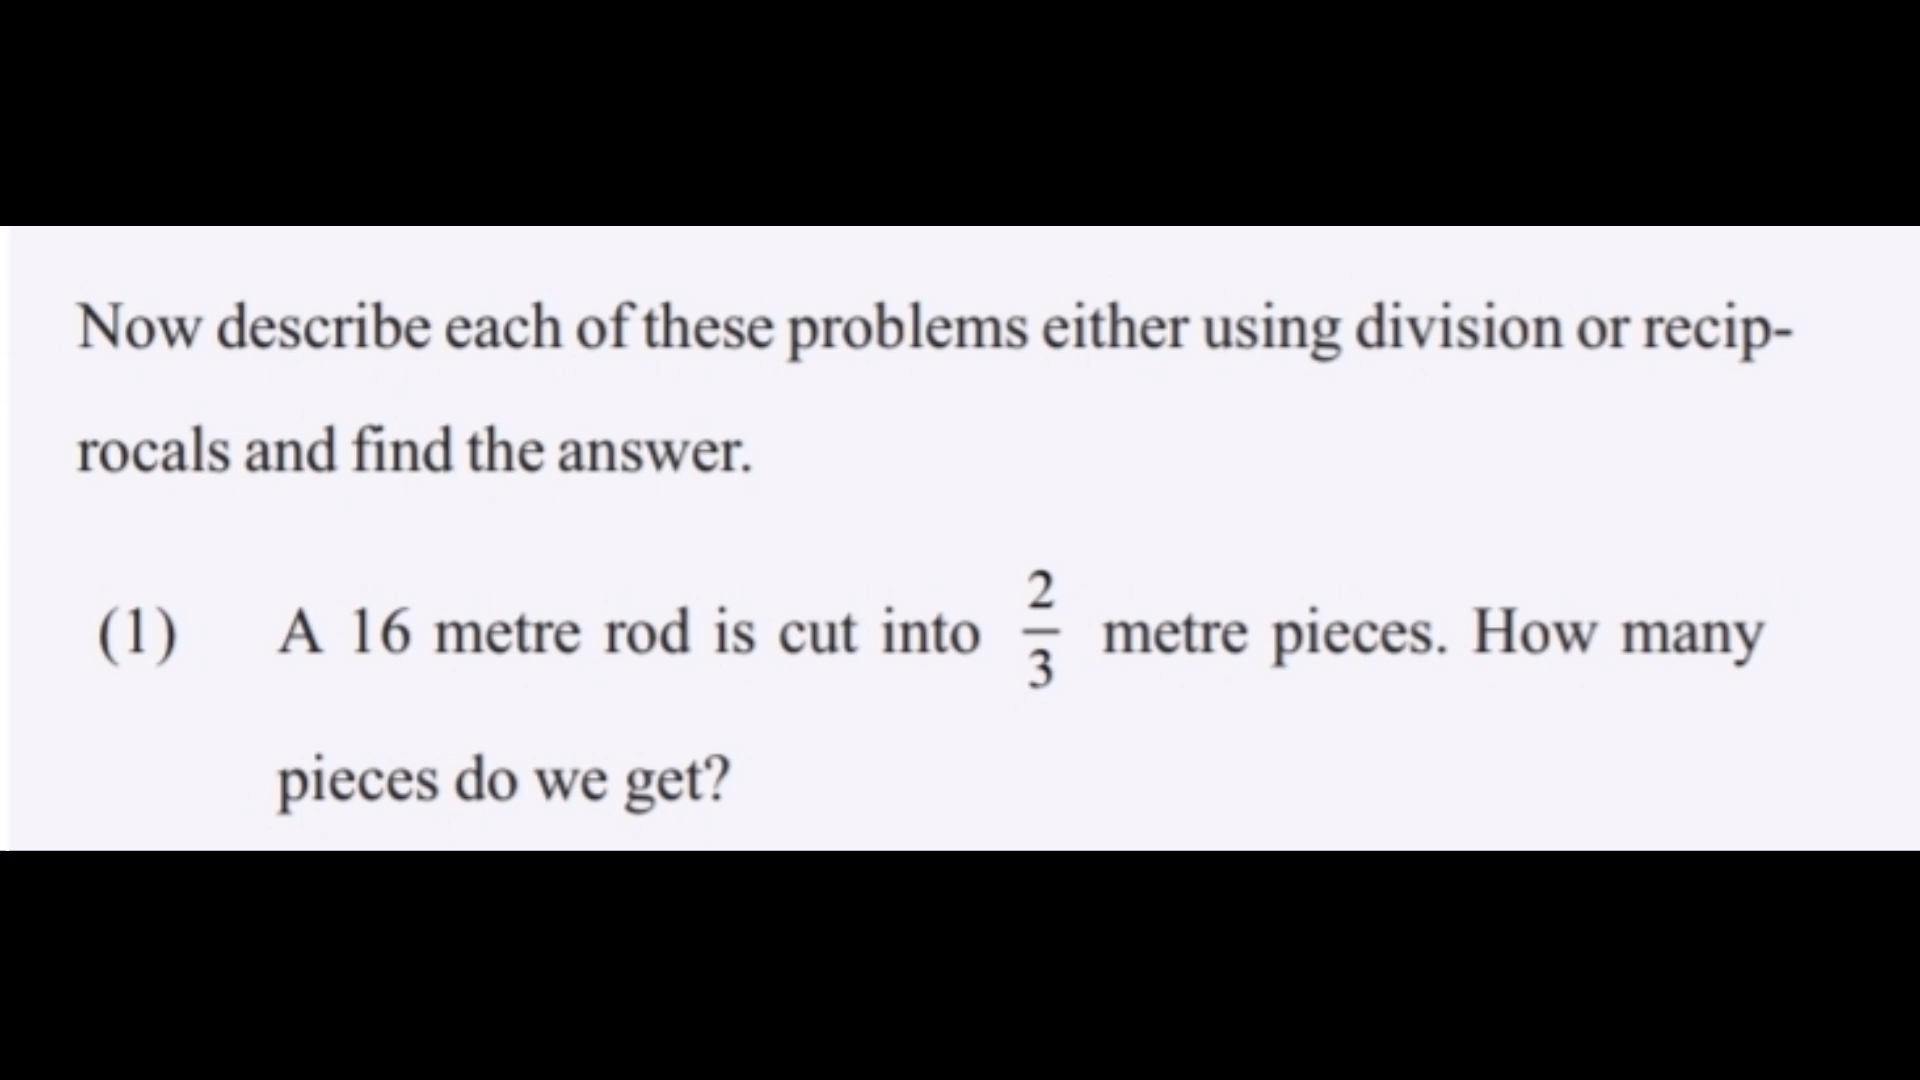 Now describe each of these problems either using division or recip-
rocals and find the answer.
(1) A 16 metre rod is cut into 2/3 metre pieces. How many
pieces do we get?